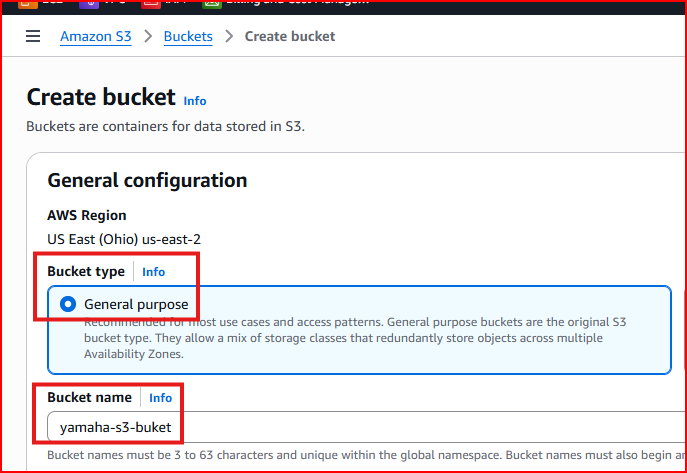 Amazon S3 > Buckets > Create bucket
Create bucket Info
Buckets are containers for data stored in S3.
General configuration
AWS Region
US East (Ohio) us-east-2
Bucket type Info
General purpose
Recommended for most use cases and access patterns. General purpose buckets are the original S3
bucket type. They allow a mix of storage classes that redundantly store objects across multiple
Availability Zones.
Bucket name Info
yamaha-s3-buket
Bucket names must be 3 to 63 characters and unique within the global namespace. Bucket names must also begin